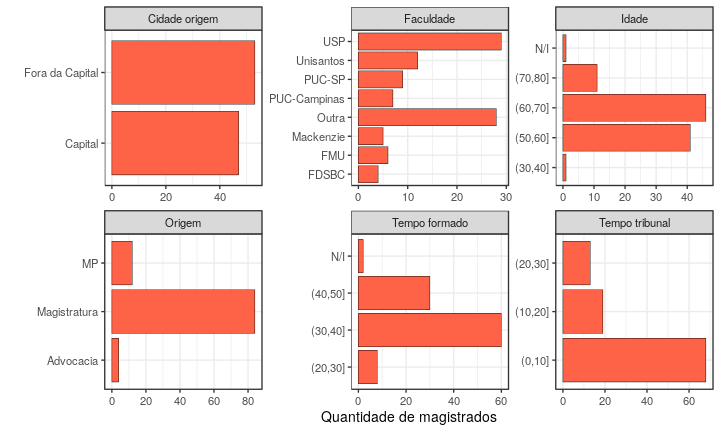 Cidade origem
Fora da Capital
Capital
0 20 40
Faculdade
USP
Unisantos
PUC-SP
PUC-Campinas
Outra
Mackenzie
FMU
FDSBC
0 10 20 30
Idade
N/I
(70,80]
(60,70]
(50,60]
(30,40]
0 10 20 30 40
Origem
MP
Magistratura
Advocacia
0 20 40 60 80
Tempo formado
N/I
(40,50]
(30,40]
(20,30]
0 20 40 60
Tempo tribunal
(20,30]
(10,20]
(0,10]
0 20 40 60
Quantidade de magistrados